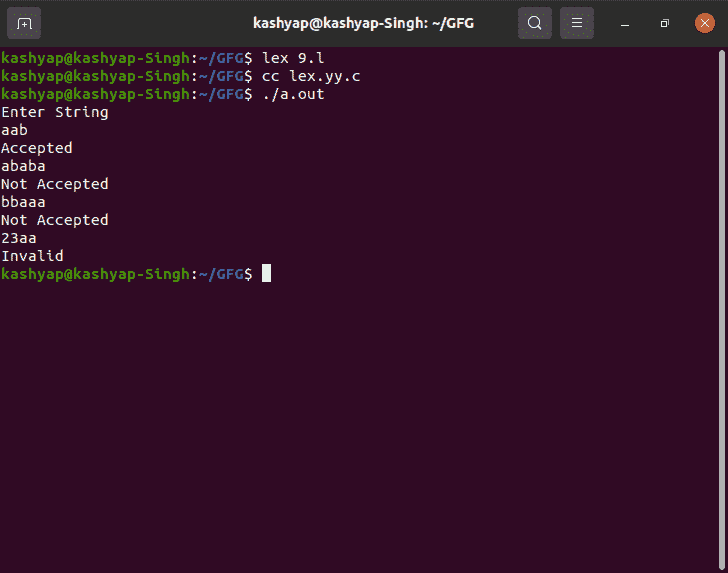 kashyap@kashyap-Singh: ~/GFG
kashyap@kashyap-Singh:~/GFG$ lex 9.l
kashyap@kashyap-Singh:~/GFG$ cc lex.yy.c
kashyap@kashyap-Singh:~/GFG$ ./a.out
Enter String
aab
Accepted
ababa
Not Accepted
bbaaa
Not Accepted
23aa
Invalid
kashyap@kashyap-Singh:~/GFG$